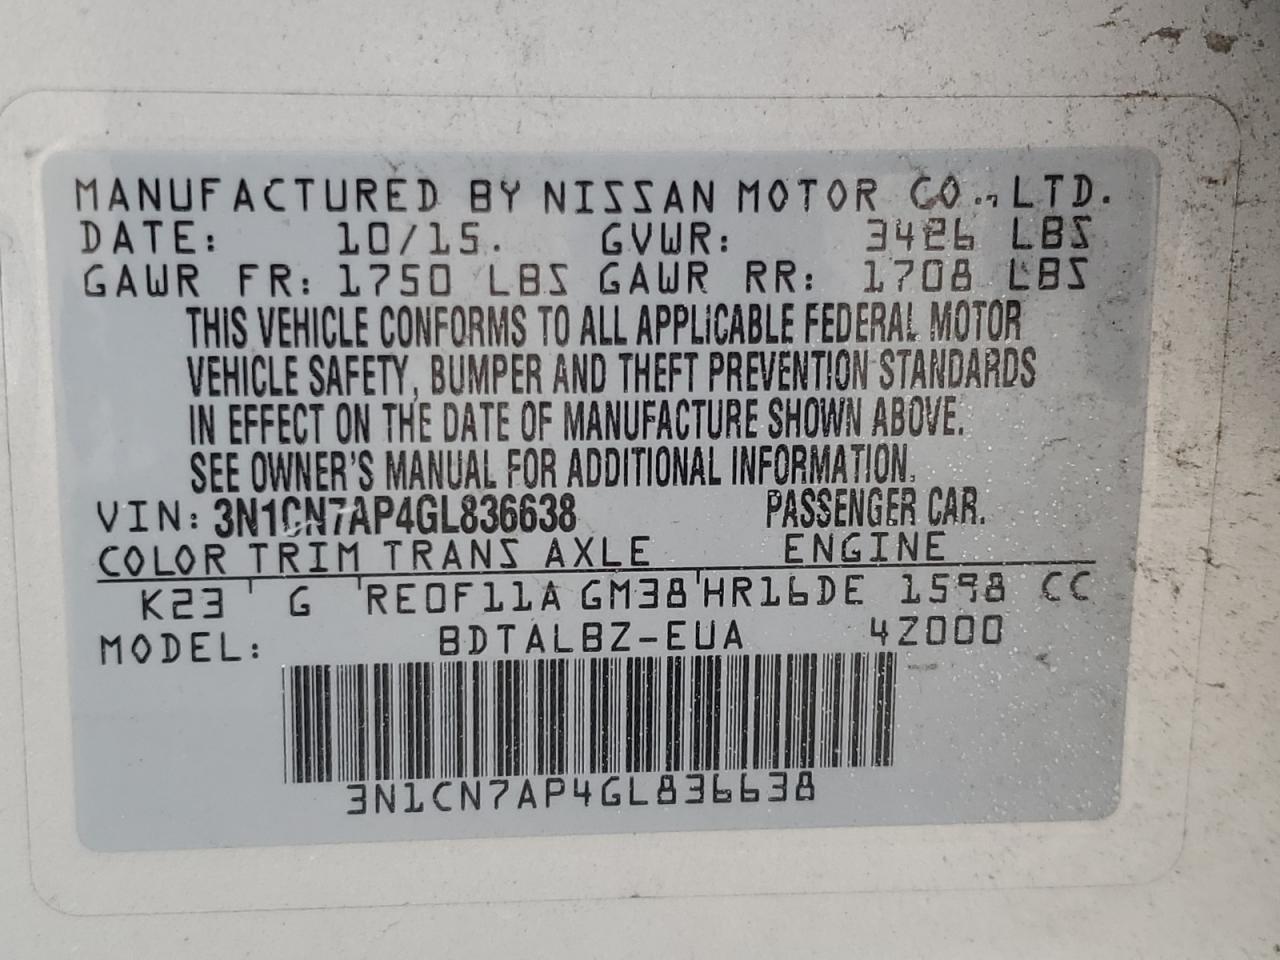 MANUFACTURED BY NISSAN MOTOR CO., LTD.
DATE: 10/15. GVWR: 3426 LBS
GAWR FR: 1750 LBS GAWR RR: 1708 LBS
THIS VEHICLE CONFORMS TO ALL APPLICABLE FEDERAL MOTOR
VEHICLE SAFETY, BUMPER AND THEFT PREVENTION STANDARDS
IN EFFECT ON THE DATE OF MANUFACTURE SHOWN ABOVE.
SEE OWNER'S MANUAL FOR ADDITIONAL INFORMATION.
VIN: 3N1CN7AP4GL836638 PASSENGER CAR.
COLOR TRIM TRANS AXLE ENGINE
K23 G RE0F11A GM38 HR16DE 1598 CC
MODEL: BDTALBZ-EUA 4Z000
3N1CN7AP4GL836638